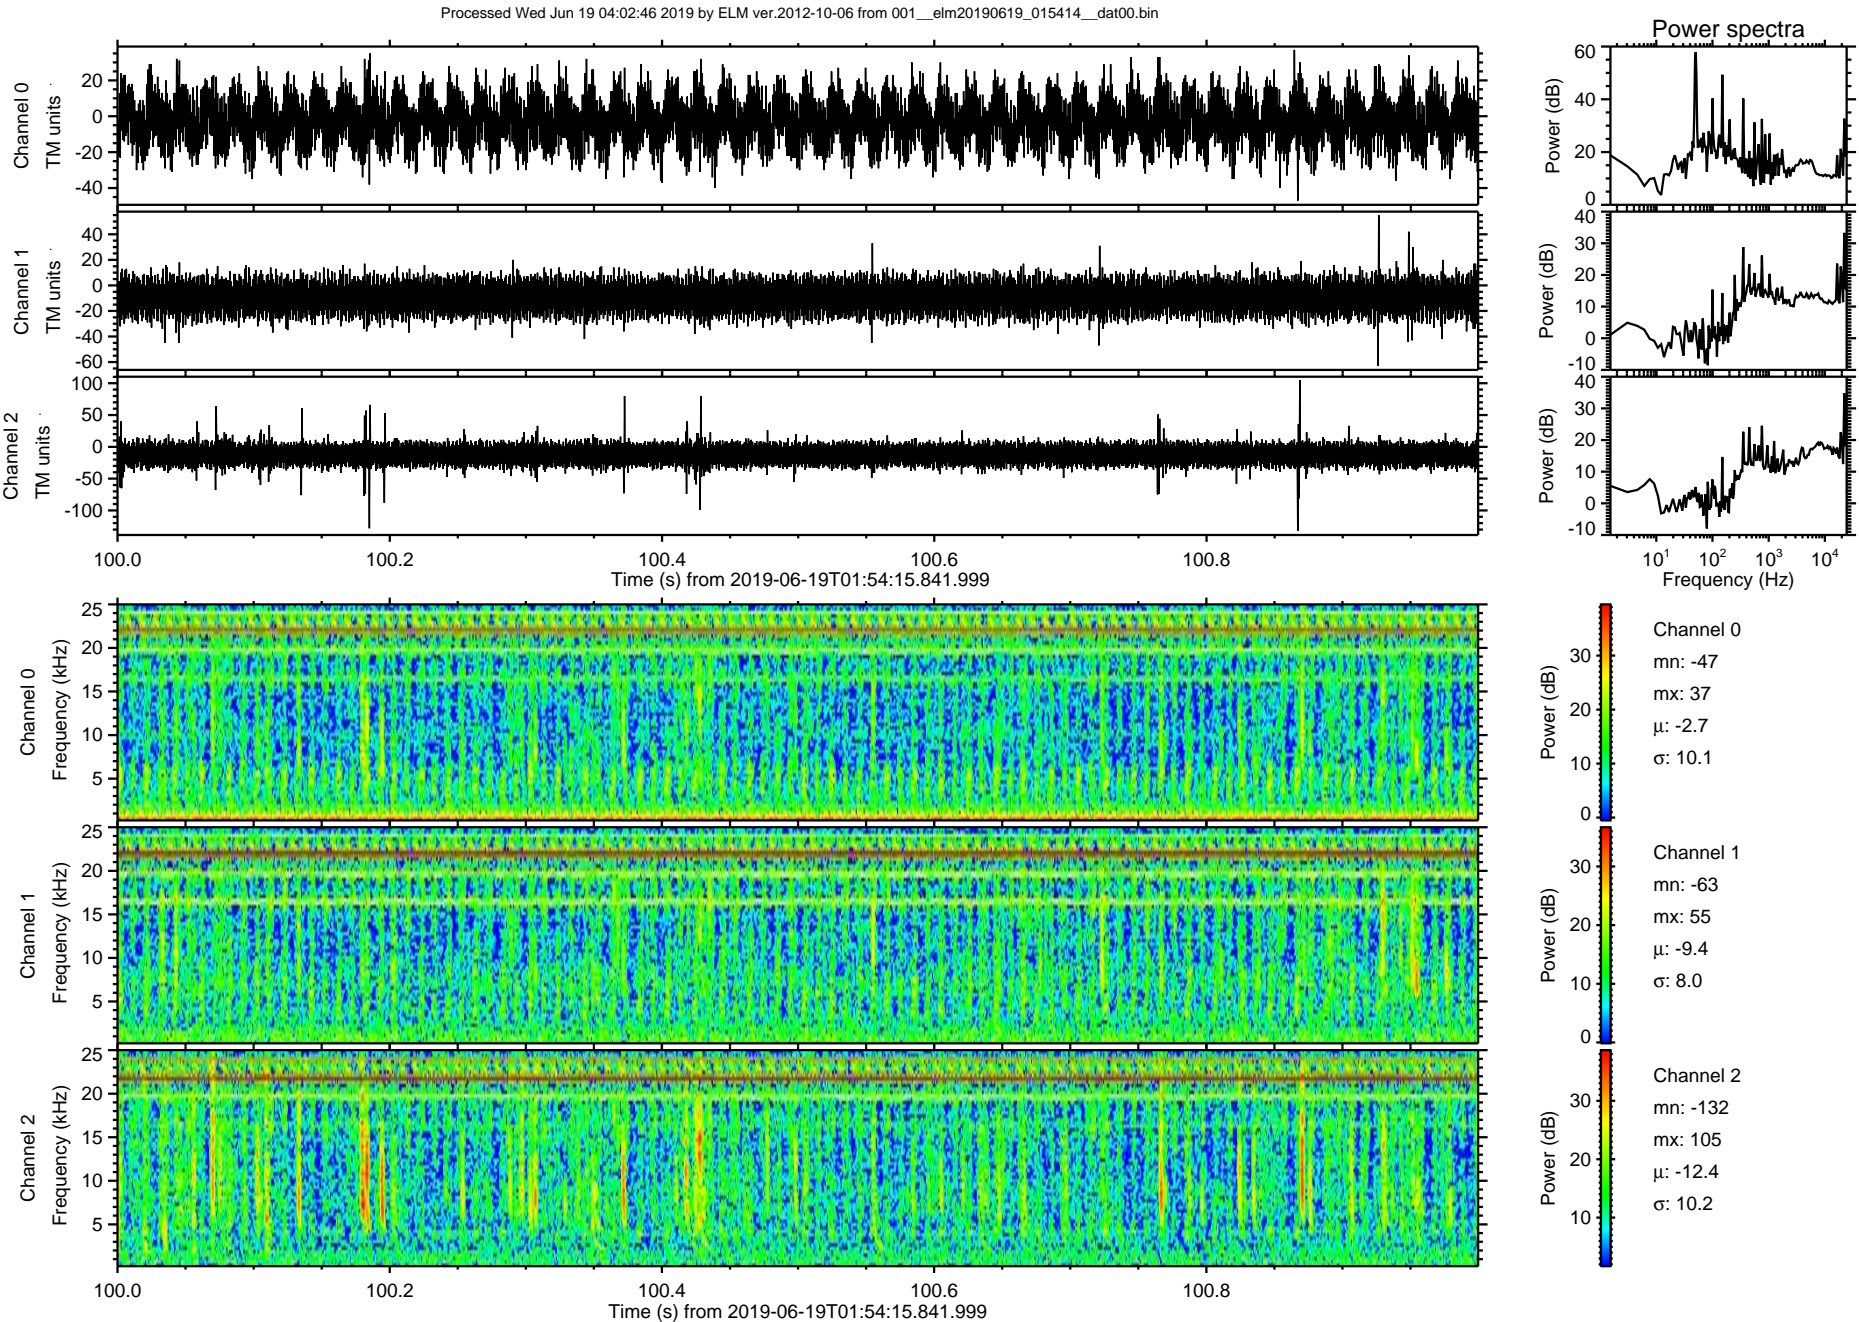 Processed Wed Jun 19 04:02:46 2019 by ELM ver.2012-10-06 from 001__elm20190619_015414__dat00.bin
Power spectra
Channel 0
TM units
20
0
-20
-40
Power (dB)
60
40
20
0
Channel 1
TM units
40
20
0
-20
-40
-60
Power (dB)
40
30
20
10
0
-10
Channel 2
TM units
100
50
0
-50
-100
Power (dB)
40
30
20
10
0
-10
100.0 100.2 100.4 100.6 100.8
Time (s) from 2019-06-19T01:54:15.841.999
10^1 10^2 10^3 10^4
Frequency (Hz)
Channel 0
Frequency (kHz)
25
20
15
10
5
Power (dB)
30
20
10
0
Channel 0
mn: -47
mx: 37
µ: -2.7
σ: 10.1
Channel 1
Frequency (kHz)
25
20
15
10
5
Power (dB)
30
20
10
0
Channel 1
mn: -63
mx: 55
µ: -9.4
σ: 8.0
Channel 2
Frequency (kHz)
25
20
15
10
5
Power (dB)
30
20
10
Channel 2
mn: -132
mx: 105
µ: -12.4
σ: 10.2
100.0 100.2 100.4 100.6 100.8
Time (s) from 2019-06-19T01:54:15.841.999